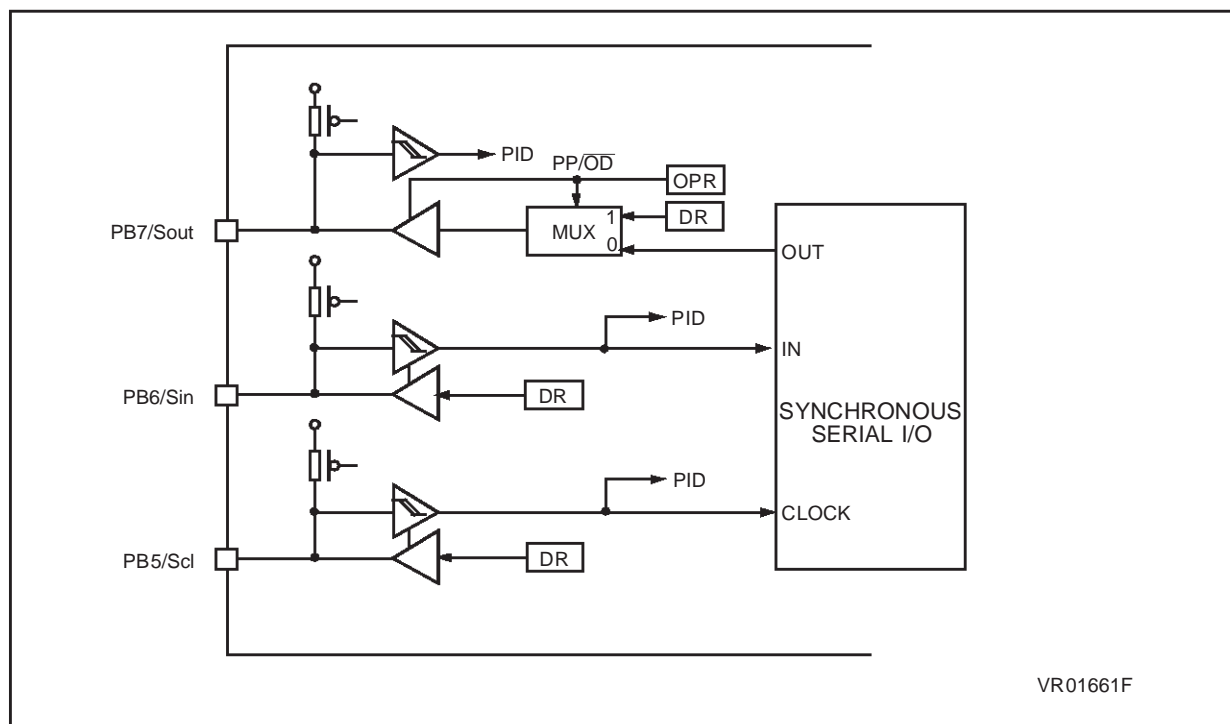 PID
PP/OD
OPR
DR
PB7/Sout
MUX
1
0
OUT
PID
IN
PB6/Sin
DR
SYNCHRONOUS
SERIAL I/O
PID
CLOCK
PB5/Scl
DR
VR01661F